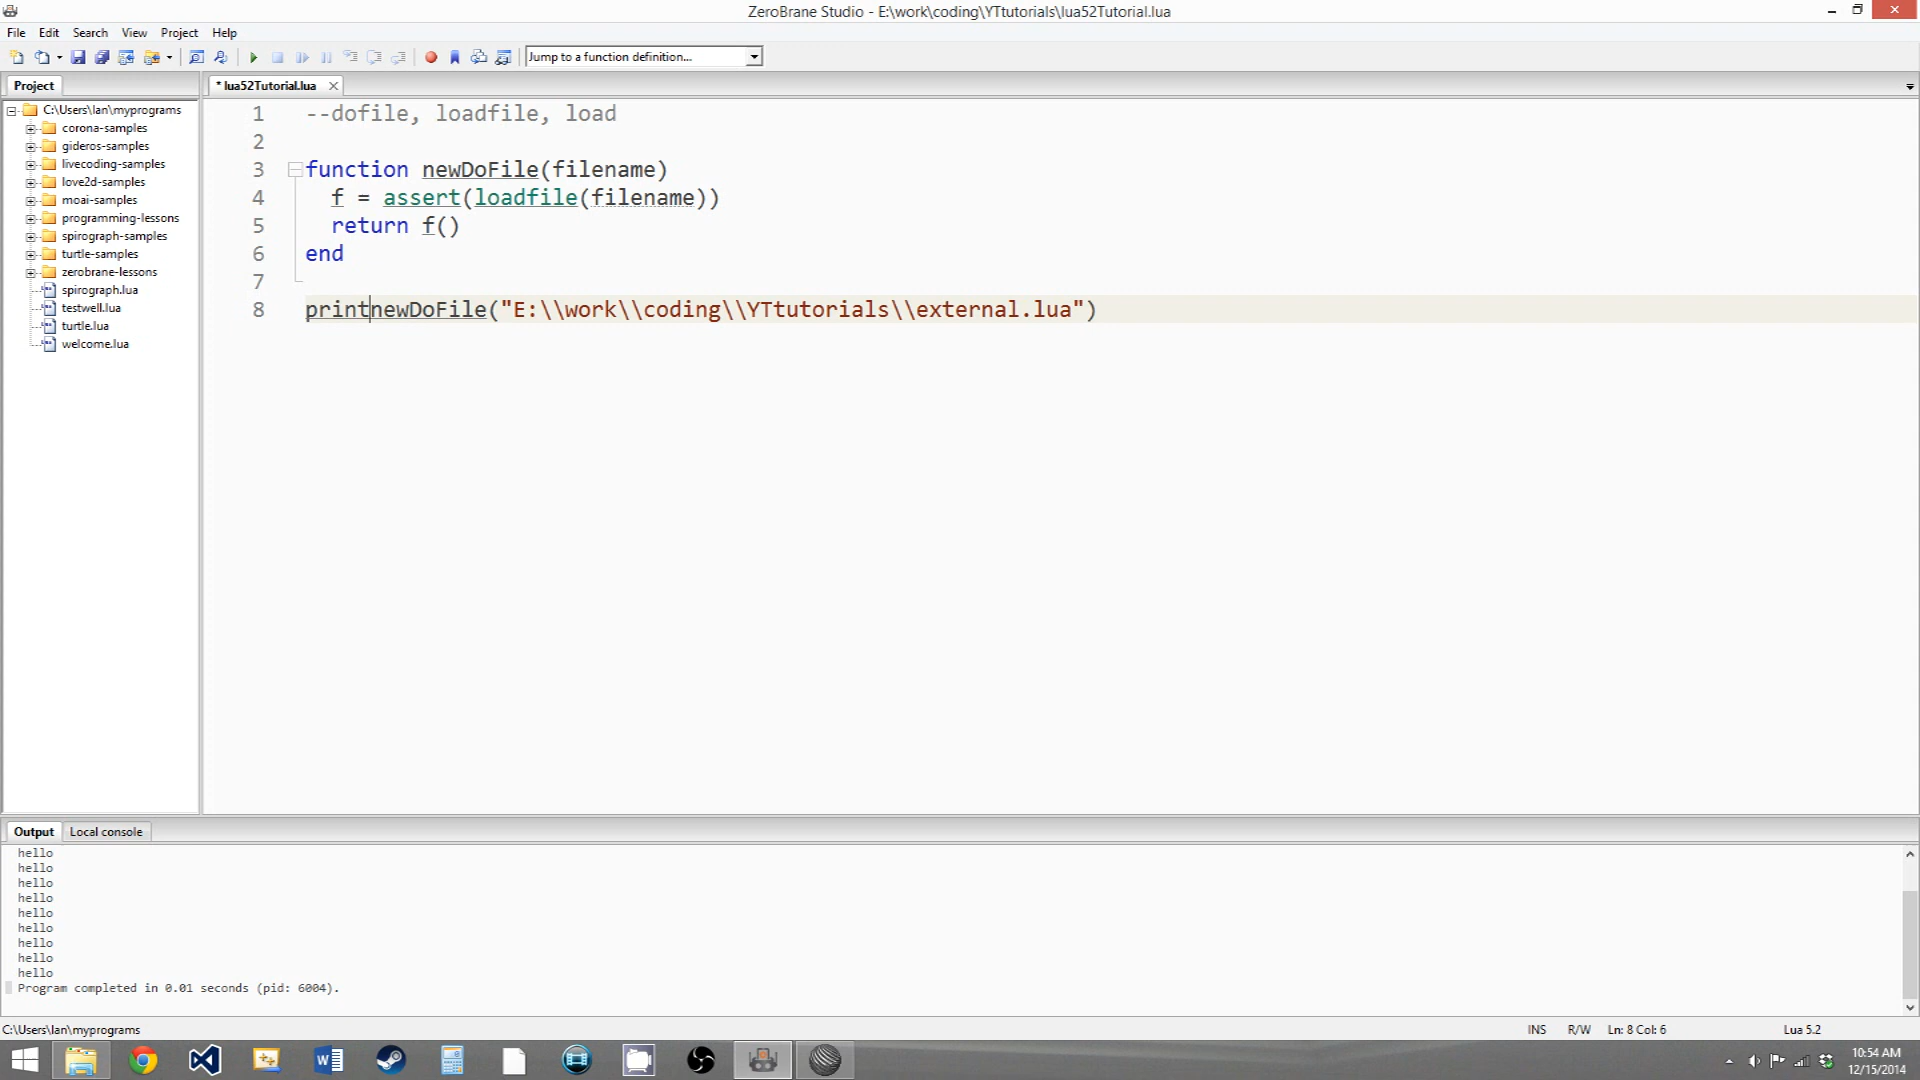 ZeroBrane Studio - E:\work\coding\YTtutorials\lua52Tutorial.lua
File Edit Search View Project Help
Jump to a function definition...
Project
* lua52Tutorial.lua
C:\Users\Ian\myprograms
corona-samples
gideros-samples
livecoding-samples
love2d-samples
moai-samples
programming-lessons
spirograph-samples
turtle-samples
zerobrane-lessons
spirograph.lua
testwell.lua
turtle.lua
welcome.lua
1 --dofile, loadfile, load
2
3 function newDoFile(filename)
4 f = assert(loadfile(filename))
5 return f()
6 end
7
8 printnewDoFile("E:\\work\\coding\\YTtutorials\\external.lua")
Output Local console
hello
hello
hello
hello
hello
hello
hello
hello
hello
Program completed in 0.01 seconds (pid: 6004).
C:\Users\Ian\myprograms INS R/W Ln: 8 Col: 6 Lua 5.2
10:54 AM
12/15/2014